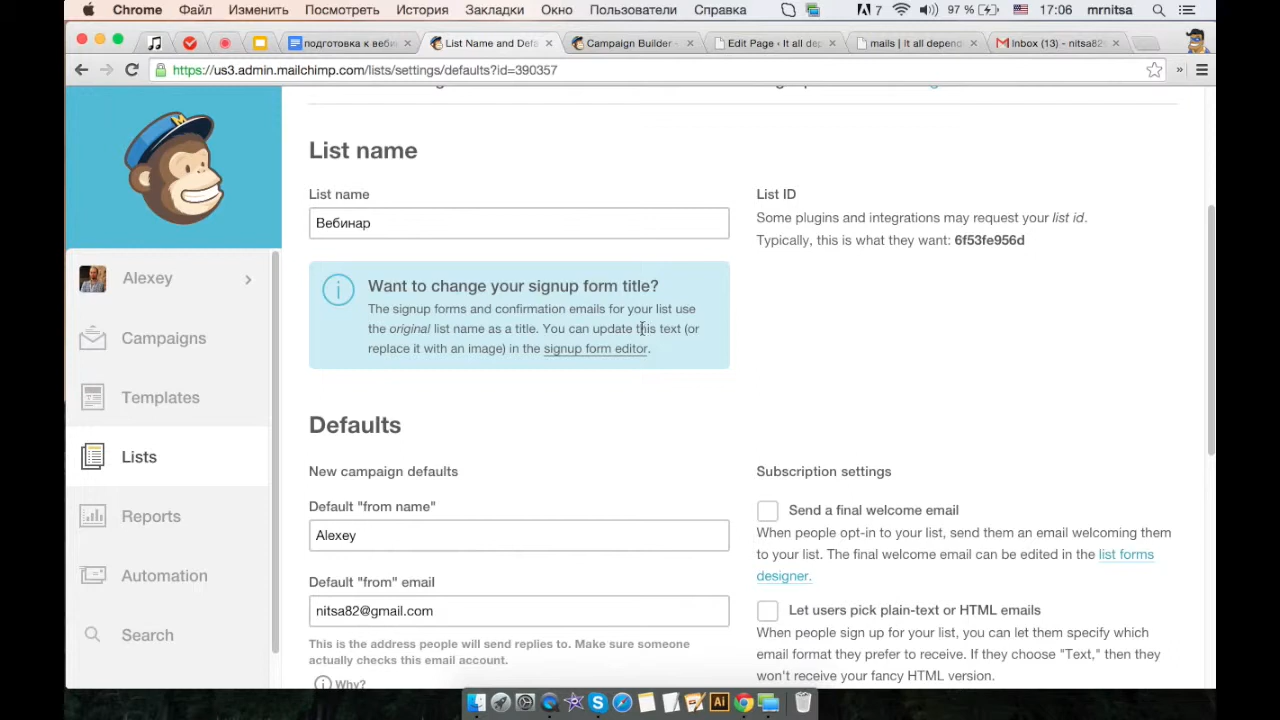 Chrome Файл Изменить Посмотреть История Закладки Окно Пользователи Справка 7 97 % 17:06 mrnitsa
подготовка к веби List Name and Defa Campaign Builder - Edit Page ‹ It all de mails | It all depend Inbox (13) - nitsa82
https://us3.admin.mailchimp.com/lists/settings/defaults?id=390357
List name
List name
Вебинар
List ID
Some plugins and integrations may request your list id.
Typically, this is what they want: 6f53fe956d
Want to change your signup form title?
The signup forms and confirmation emails for your list use
the original list name as a title. You can update this text (or
replace it with an image) in the signup form editor.
Alexey
Campaigns
Templates
Lists
Reports
Automation
Search
Defaults
New campaign defaults
Default "from name"
Alexey
Default "from" email
nitsa82@gmail.com
This is the address people will send replies to. Make sure someone
actually checks this email account.
Why?
Subscription settings
Send a final welcome email
When people opt-in to your list, send them an email welcoming them
to your list. The final welcome email can be edited in the list forms
designer.
Let users pick plain-text or HTML emails
When people sign up for your list, you can let them specify which
email format they prefer to receive. If they choose "Text," then they
won't receive your fancy HTML version.